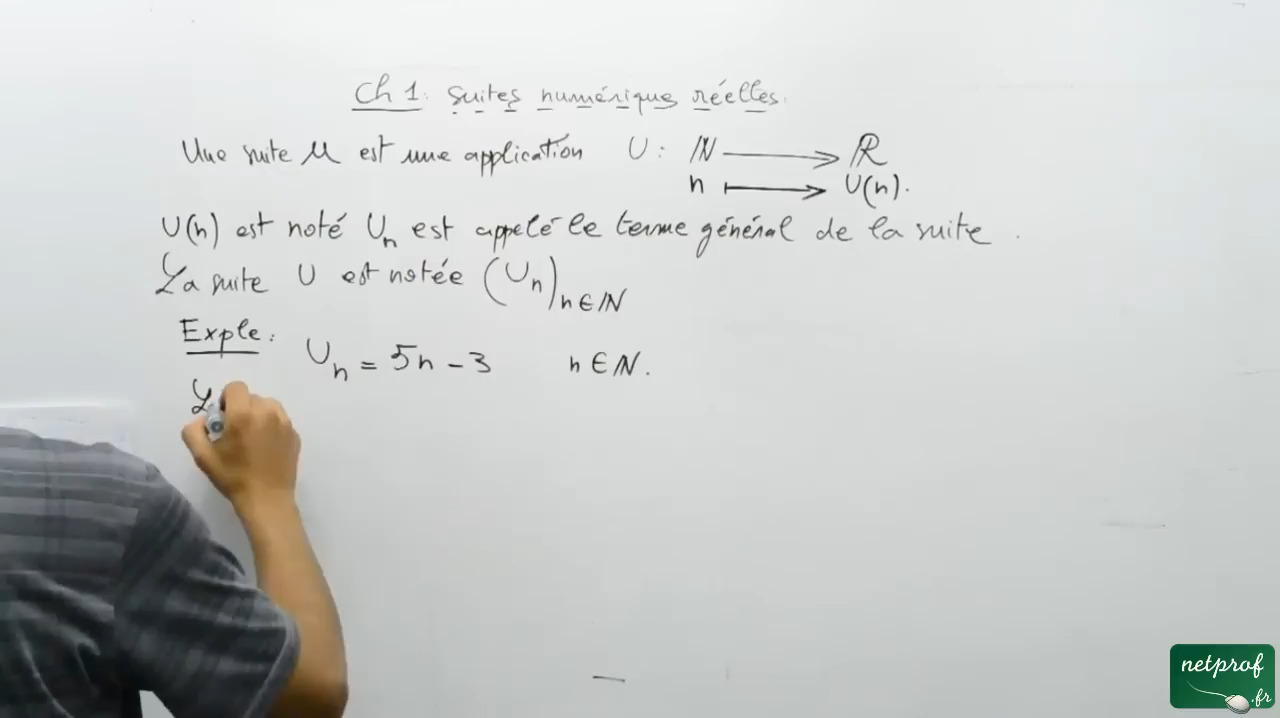 Ch 1: Suites numérique réelles.
Une suite U est une application U : ℕ ⟶ ℝ
n ⟼ U(n).
U(n) est noté Uₙ est appelé le terme général de la suite.
La suite U est notée (Uₙ)ₙ∈ℕ
Exple:
Uₙ = 5n - 3 n ∈ ℕ.
netprof
.fr